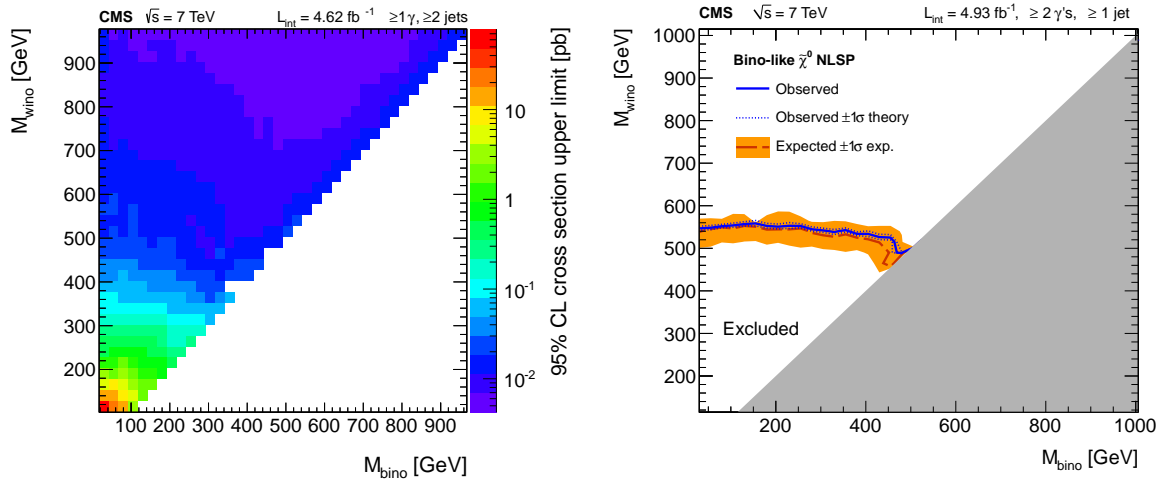 CMS √s = 7 TeV L_int = 4.62 fb⁻¹ ≥1γ, ≥2 jets
M_wino [GeV]
900
800
700
600
500
400
300
200
100 200 300 400 500 600 700 800 900
M_bino [GeV]
10
1
10⁻¹
10⁻²
95% CL cross section upper limit [pb]
CMS √s = 7 TeV L_int = 4.93 fb⁻¹, ≥ 2 γ's, ≥ 1 jet
M_wino [GeV]
1000
900
800
700
600
500
400
300
200
Bino-like χ̃⁰ NLSP
Observed
Observed ±1σ theory
Expected ±1σ exp.
Excluded
200 400 600 800 1000
M_bino [GeV]